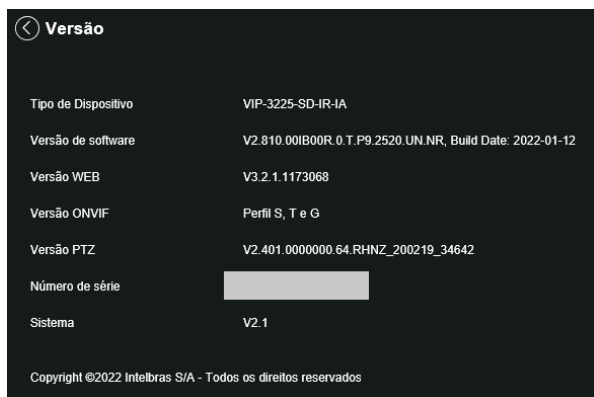 Versão
Tipo de Dispositivo VIP-3225-SD-IR-IA
Versão de software V2.810.00IB00R.0.T.P9.2520.UN.NR, Build Date: 2022-01-12
Versão WEB V3.2.1.1173068
Versão ONVIF Perfil S, T e G
Versão PTZ V2.401.0000000.64.RHNZ_200219_34642
Número de série
Sistema V2.1
Copyright ©2022 Intelbras S/A - Todos os direitos reservados